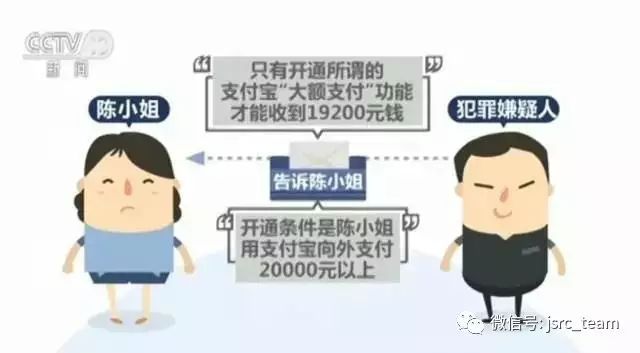 CCTV 13
新闻
只有开通所谓的
支付宝“大额支付”功能
才能收到19200元钱
陈小姐
犯罪嫌疑人
告诉陈小姐
开通条件是陈小姐
用支付宝向外支付
20000元以上
微信号: jsrc_team